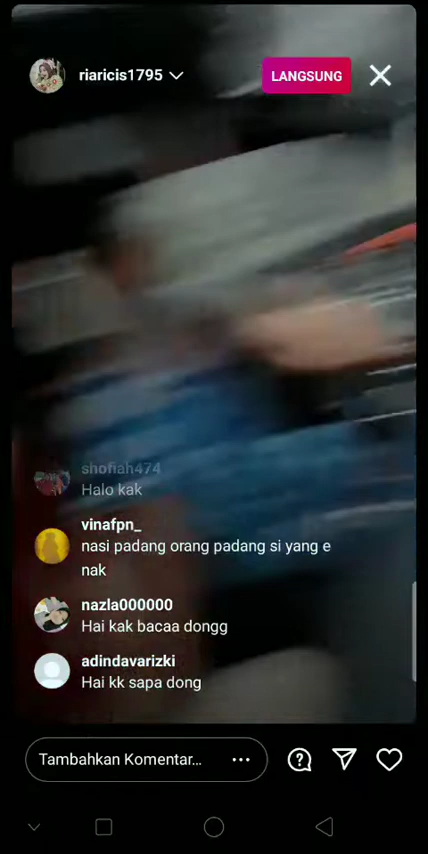 riaricis1795
LANGSUNG
shofiah474
Halo kak
vinafpn_
nasi padang orang padang si yang e
nak
nazla000000
Hai kak bacaa dongg
adindavarizki
Hai kk sapa dong
Tambahkan Komentar...